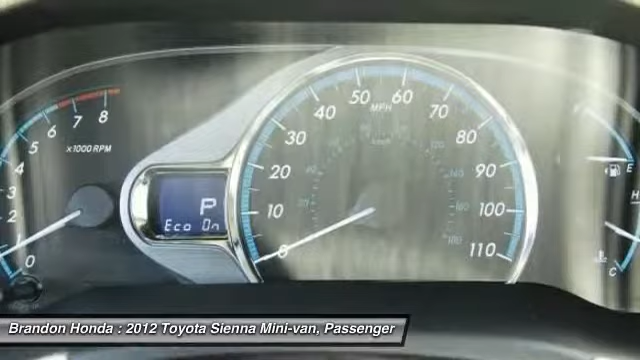 50 60
MPH
40 70
30 80
20 90
10 100
0 110
km/h
8
7
6
5
4
3
2
1
0
x1000 RPM
P
Eco On
E
H
C
Brandon Honda : 2012 Toyota Sienna Mini-van, Passenger